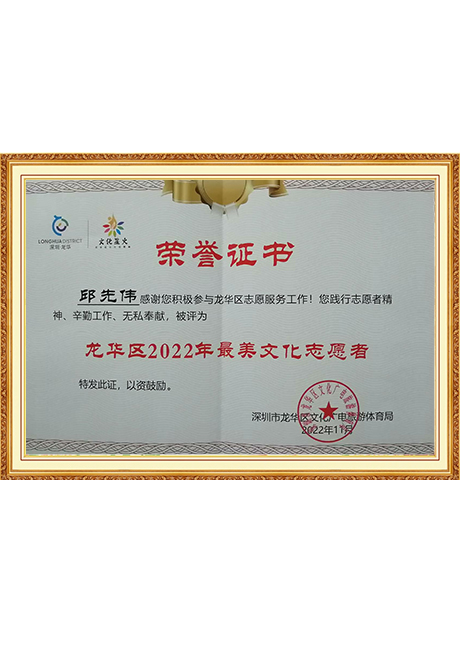 LONGHUA DISTRICT
深圳 龙华
文化星火
荣誉证书
邱先伟感谢您积极参与龙华区志愿服务工作！您践行志愿者精
神、辛勤工作、无私奉献，被评为
龙华区2022年最美文化志愿者
特发此证，以资鼓励。
深圳市龙华区文化广电旅游体育局
2022年11月